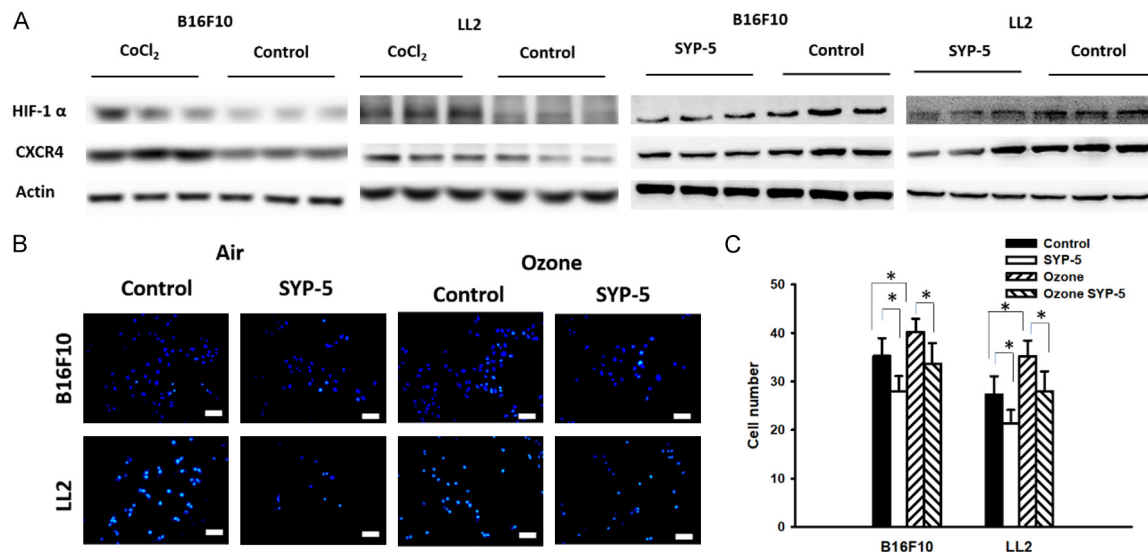 A
B16F10
LL2
B16F10
LL2
CoCl₂ Control
CoCl₂ Control
SYP-5 Control
SYP-5 Control
HIF-1 α
CXCR4
Actin
B
Air
Ozone
Control SYP-5 Control SYP-5
B16F10
LL2
C
Control
SYP-5
Ozone
Ozone SYP-5
50
40
30
20
10
0
Cell number
* * *
* * *
B16F10 LL2